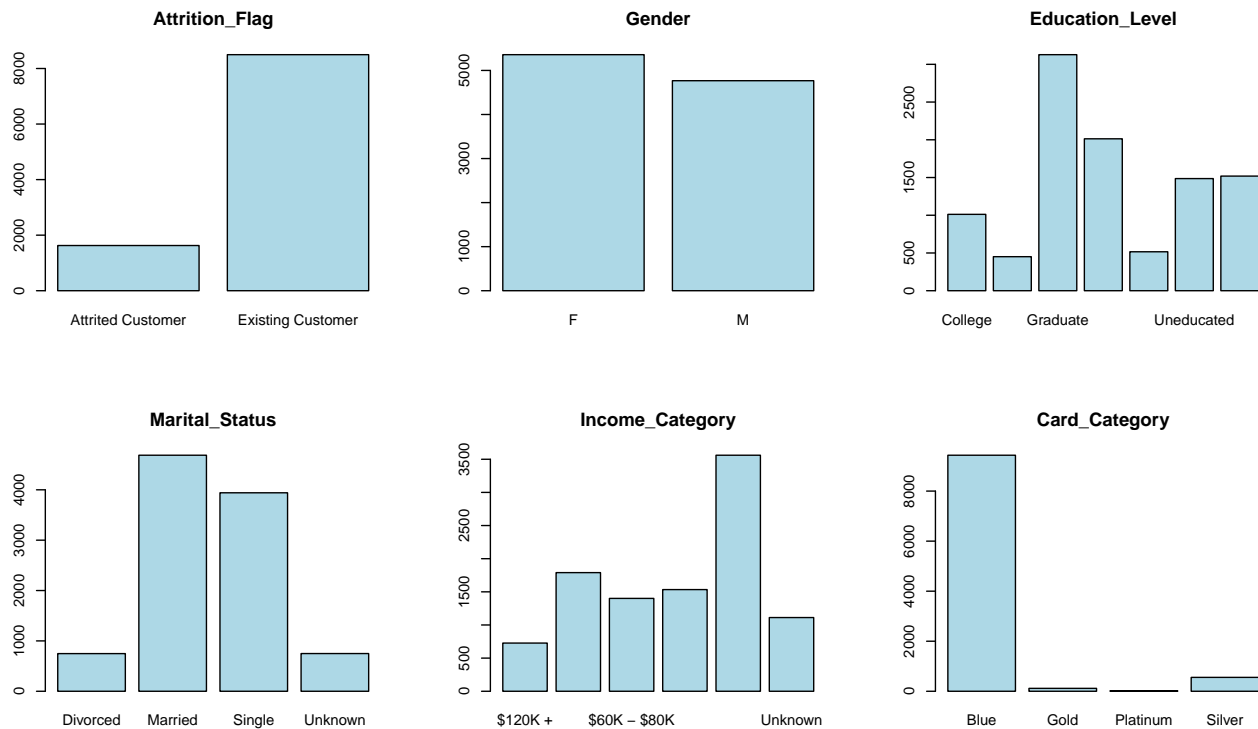 Attrition_Flag
8000
6000
4000
2000
0
Attrited Customer Existing Customer
Gender
5000
3000
1000
0
F M
Education_Level
2500
1500
500
0
College Graduate Uneducated
Marital_Status
4000
3000
2000
1000
0
Divorced Married Single Unknown
Income_Category
3500
2500
1500
500
0
$120K + $60K − $80K Unknown
Card_Category
8000
6000
4000
2000
0
Blue Gold Platinum Silver